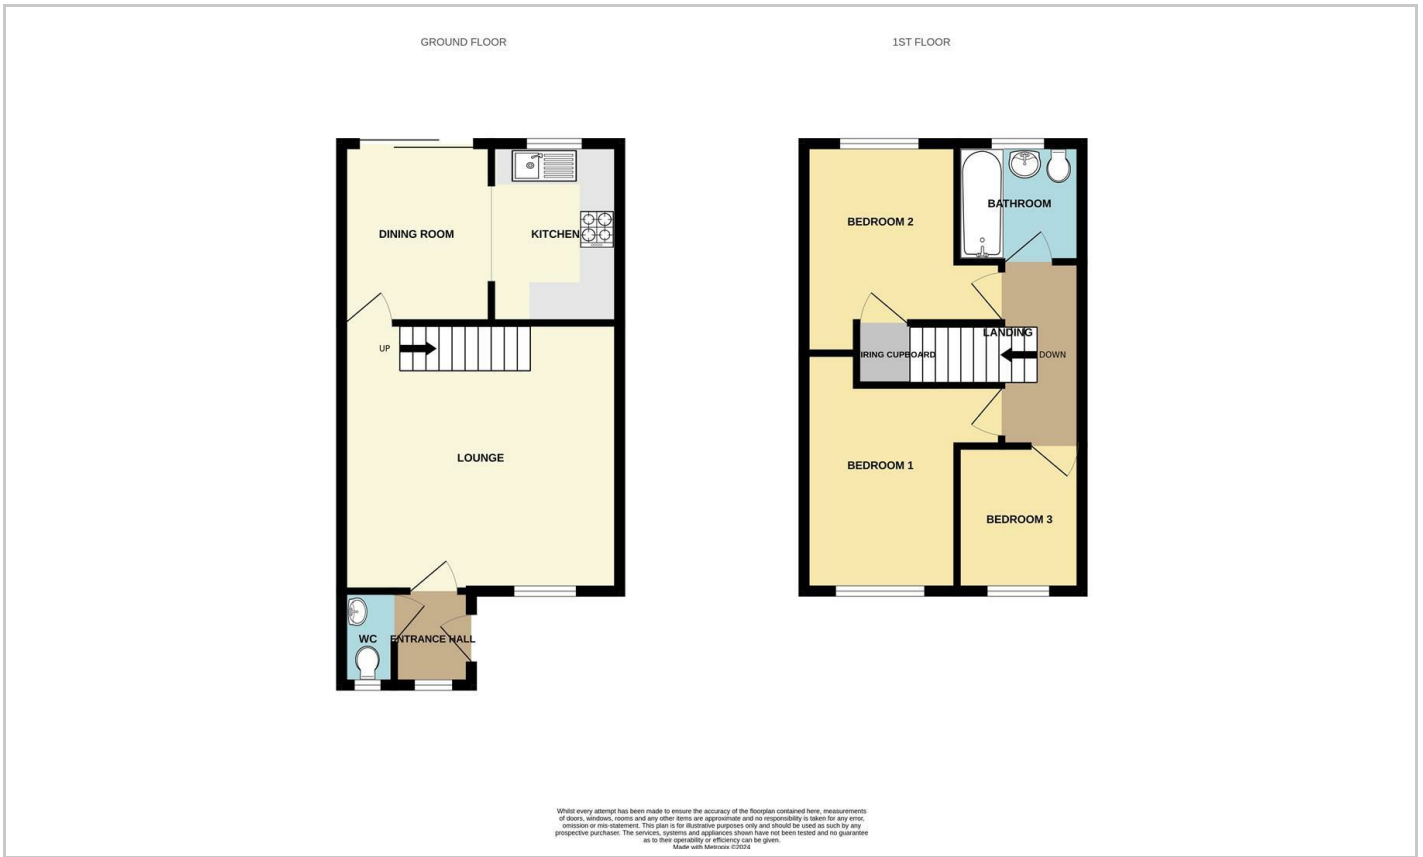 GROUND FLOOR
1ST FLOOR
DINING ROOM
KITCHEN
UP
LOUNGE
WC
ENTRANCE HALL
BEDROOM 2
BATHROOM
LANDING
IRING CUPBOARD
DOWN
BEDROOM 1
BEDROOM 3
Whilst every attempt has been made to ensure the accuracy of the floorplan contained here, measurements
of doors, windows, rooms and any other items are approximate and no responsibility is taken for any error,
omission or mis-statement. This plan is for illustrative purposes only and should be used as such by any
prospective purchaser. The services, systems and appliances shown have not been tested and no guarantee
as to their operability or efficiency can be given.
Made with Metropix ©2024